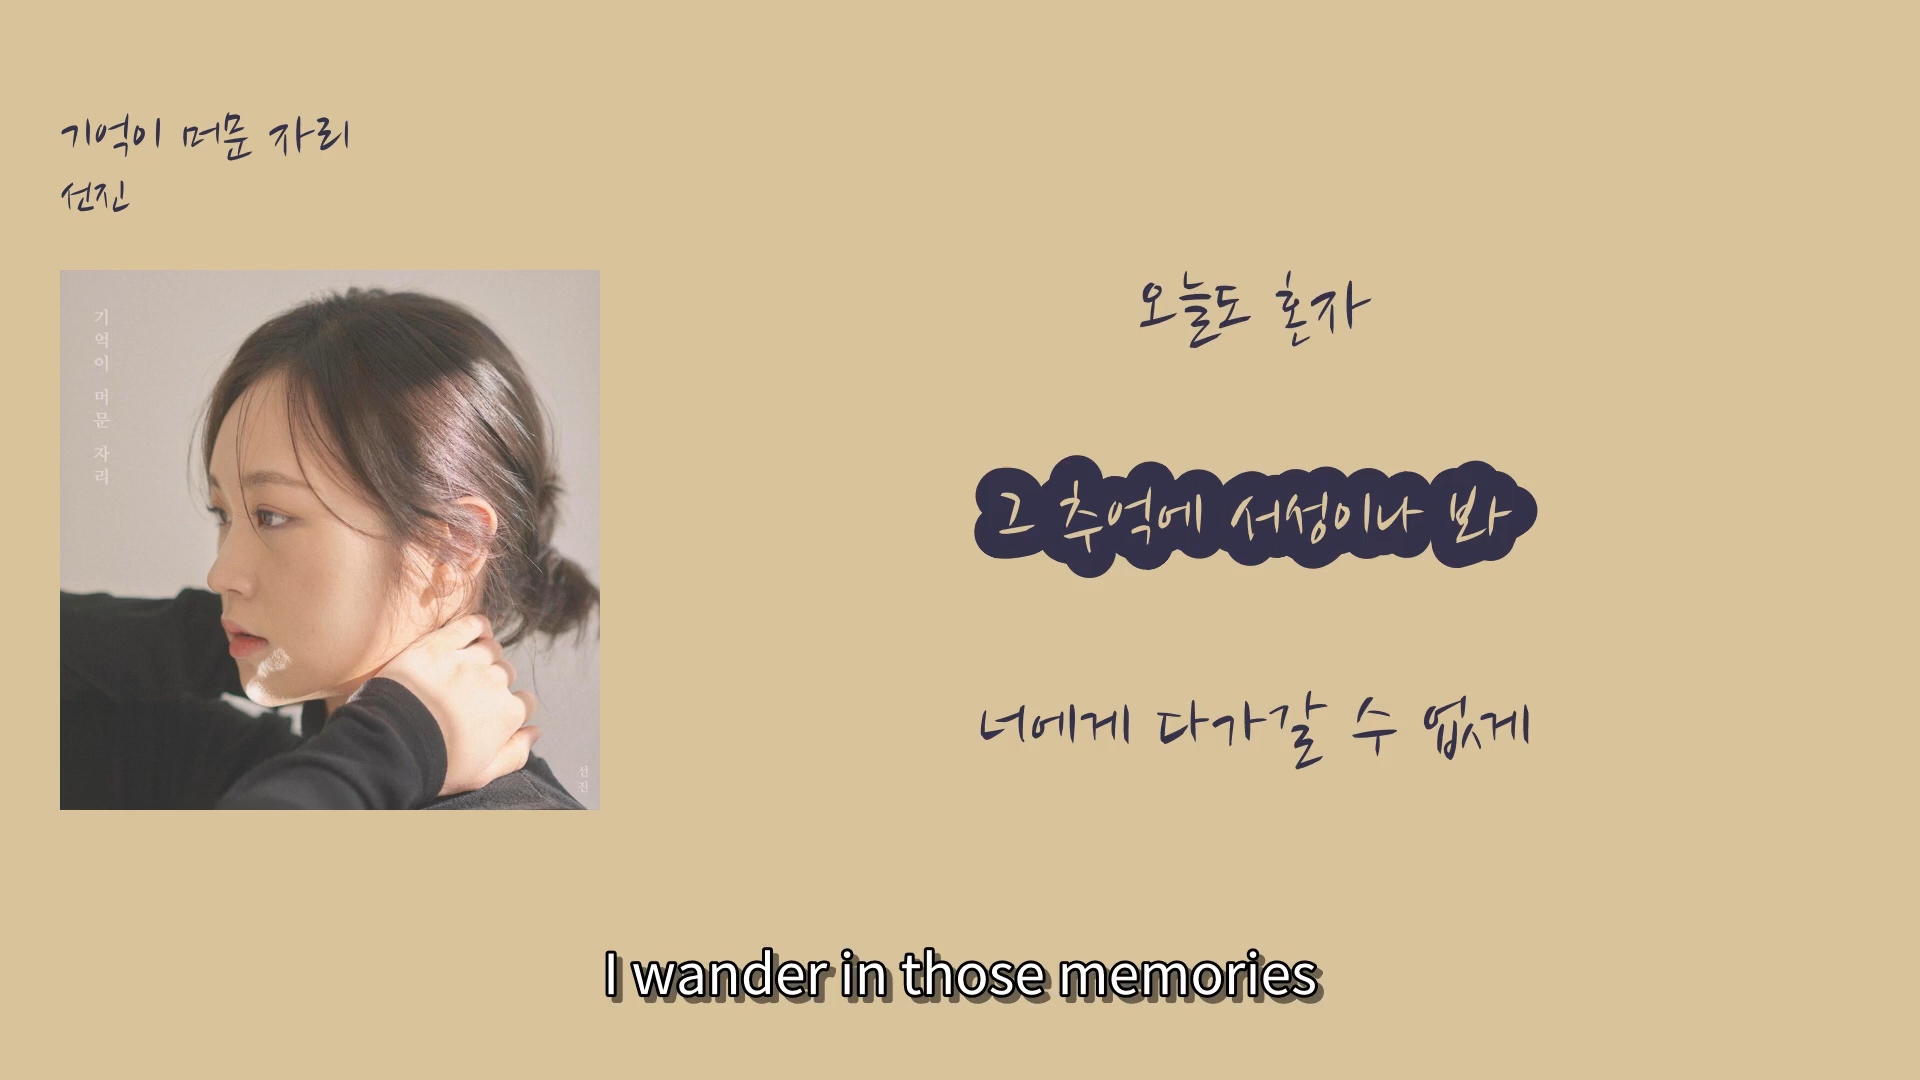 기억이 머문 자리
선진
기억이 머문 자리
선진
오늘도 혼자
그 추억에 서성이나 봐
너에게 다가갈 수 없게
I wander in those memories